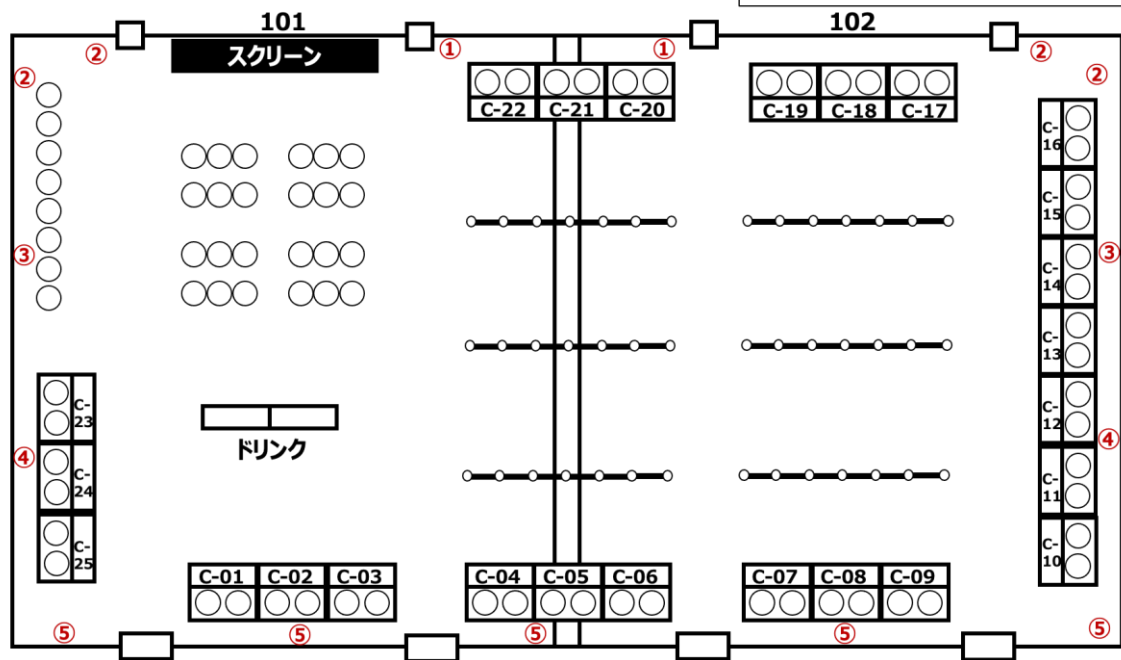 101 102
② スクリーン ① ① ② ②
②
C-22 C-21 C-20 C-19 C-18 C-17
C-
16
C-
15
③ ③
C-
14
C-
13
C-
23
C-
12
ドリンク
④ ④
C-
24
C-
11
C-
25
C-
10
C-01 C-02 C-03 C-04 C-05 C-06 C-07 C-08 C-09
⑤ ⑤ ⑤ ⑤ ⑤